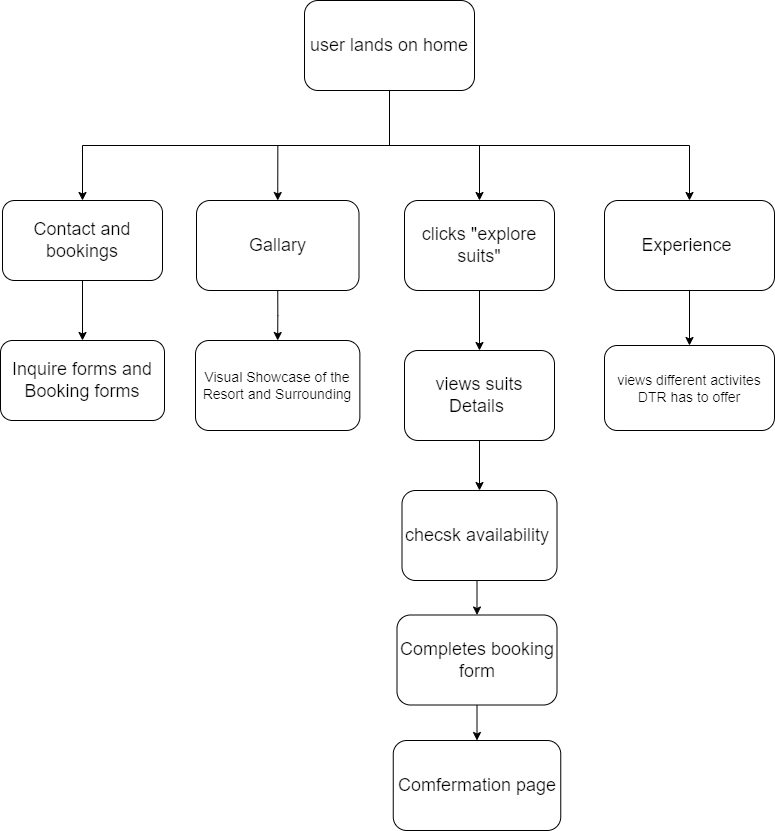 user lands on home
Contact and
bookings
Gallary
clicks "explore
suits"
Experience
Inquire forms and
Booking forms
Visual Showcase of the
Resort and Surrounding
views suits
Details
views different activites
DTR has to offer
checsk availability
Completes booking
form
Comfermation page